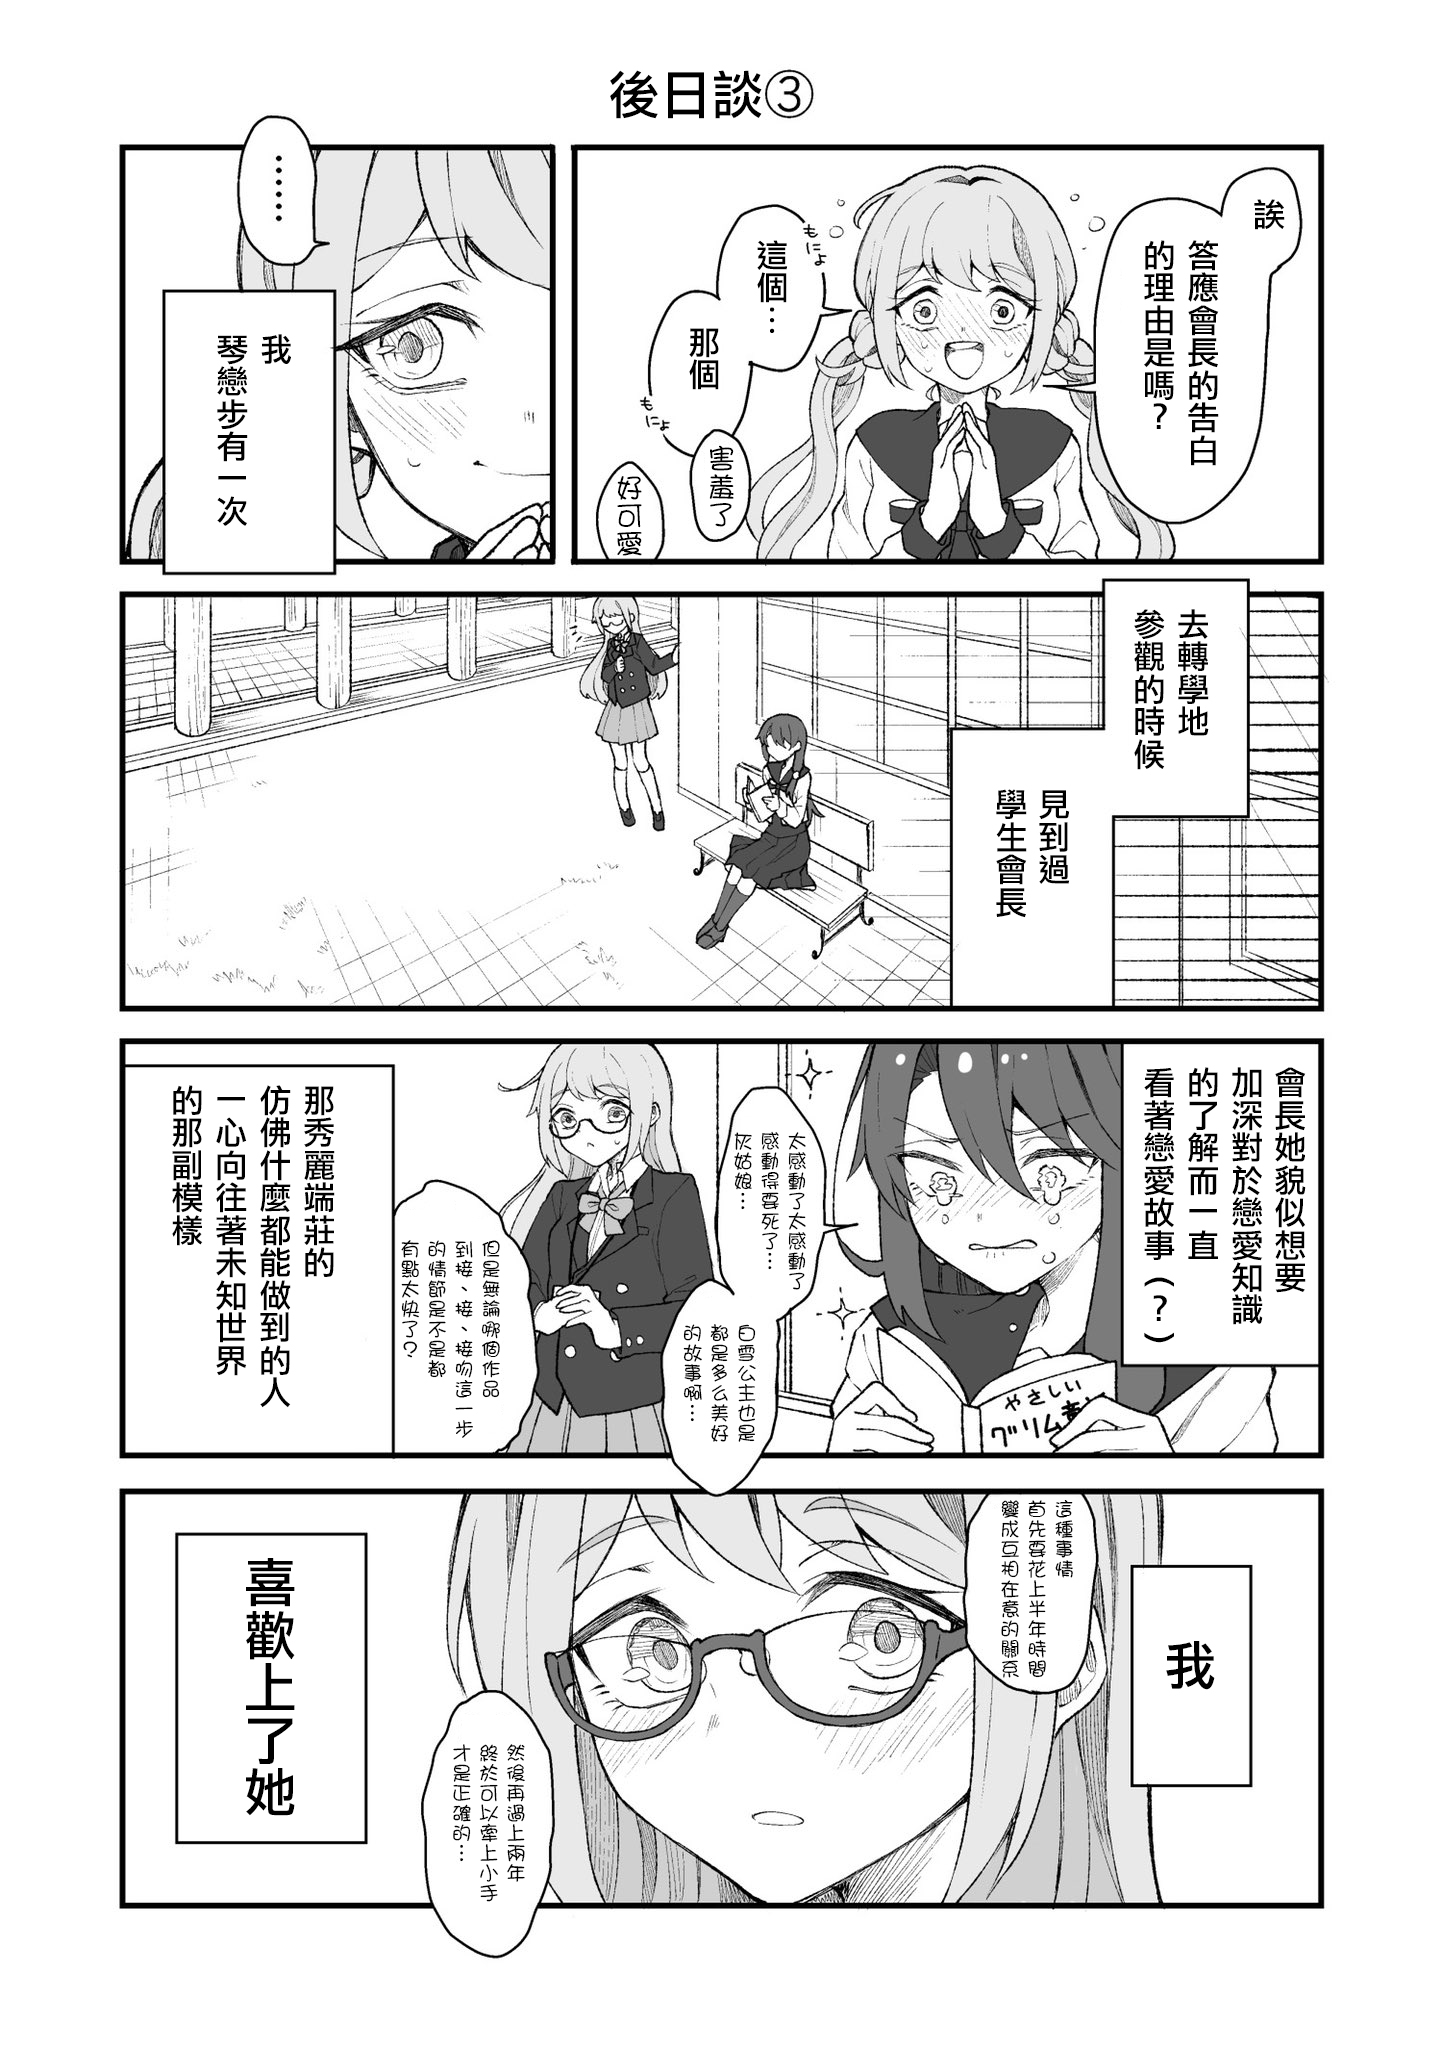 後日談③
誒
答應會長的告白
的理由是嗎？
這個…
もにょ
那個
もにょ
害羞了
好可愛
……
我
琴戀步有一次
去轉學地
參觀的時候
見到過
學生會長
會長她貌似想要
加深對於戀愛知識
的了解而一直
看著戀愛故事(?)
太感動了太感動了
感動得要死了…
灰姑娘…
白雪公主也是
都是多么美好
的故事啊…
やさしい
グリム童
但是無論哪個作品
到接、接、接吻這一步
的情節是不是都
有點太快了？
那秀麗端莊的
仿佛什麼都能做到的人
一心向往著未知世界
的那副模樣
這種事情
首先要花上半年時間
變成互相在意的關系
我
然後再過上兩年
終於可以牽上小手
才是正確的…
喜歡上了她